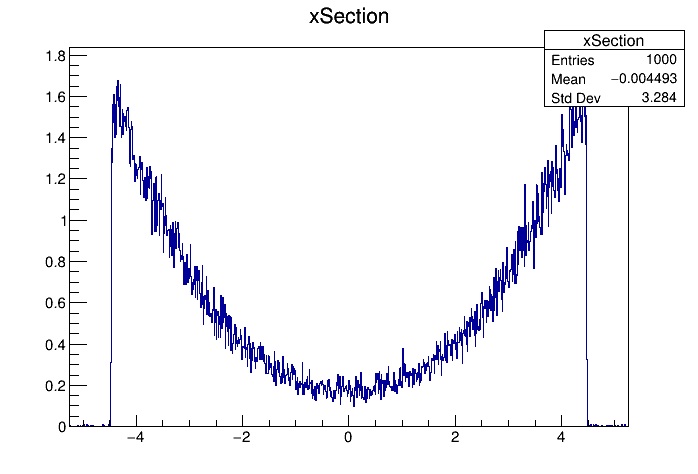 xSection
xSection
Entries 1000
Mean −0.004493
Std Dev 3.284
1.8
1.6
1.4
1.2
1
0.8
0.6
0.4
0.2
0
−4 −2 0 2 4